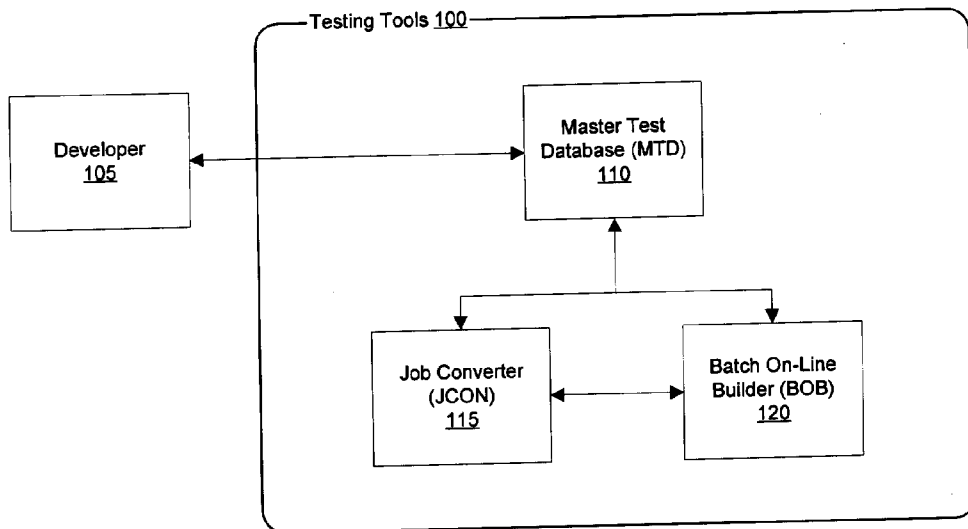 Testing Tools 100
Developer
105
Master Test
Database (MTD)
110
Job Converter
(JCON)
115
Batch On-Line
Builder (BOB)
120